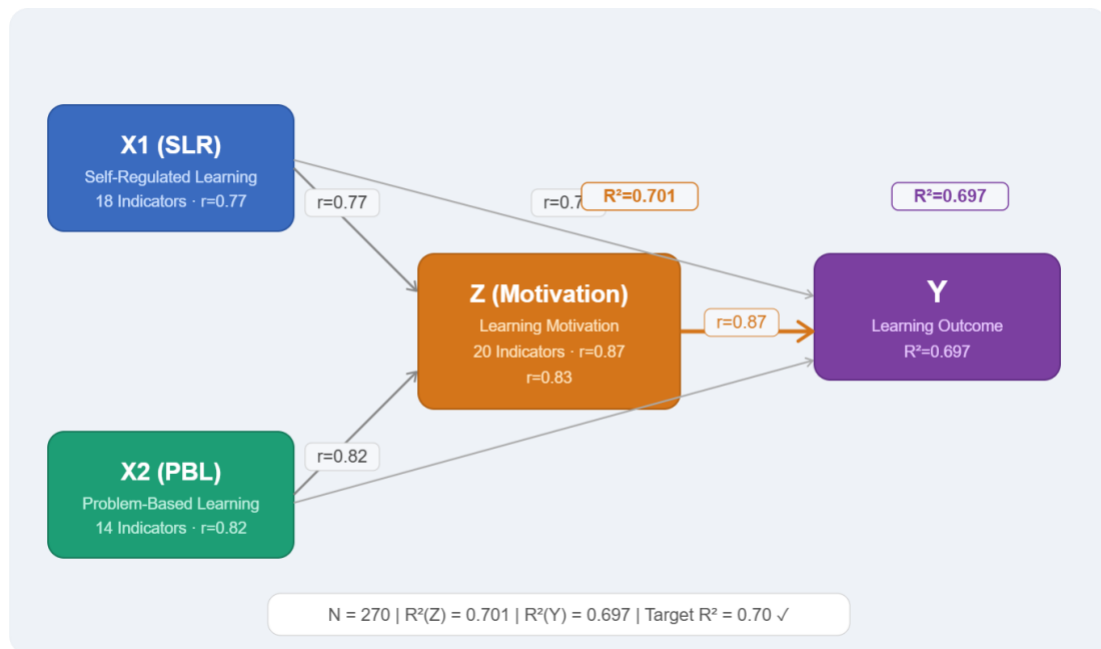 X1 (SLR)
Self-Regulated Learning
18 Indicators · r=0.77
r=0.77
r=0.7
R²=0.701
R²=0.697
Z (Motivation)
Learning Motivation
20 Indicators · r=0.87
r=0.83
r=0.87
Y
Learning Outcome
R²=0.697
r=0.82
X2 (PBL)
Problem-Based Learning
14 Indicators · r=0.82
N = 270 | R²(Z) = 0.701 | R²(Y) = 0.697 | Target R² = 0.70 ✓